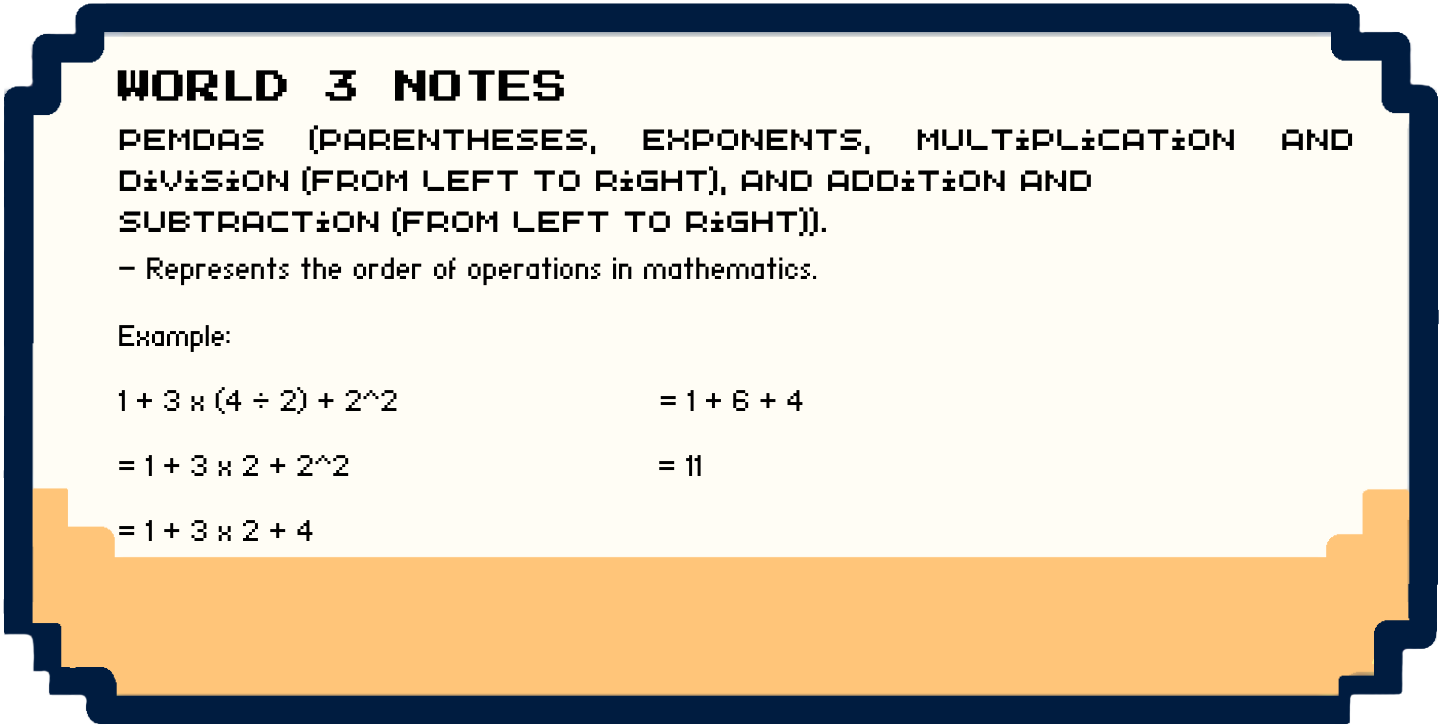 WORLD 3 NOTES
PEMDAS (PARENTHESES, EXPONENTS, MULTiPLiCATiON AND
DiViSiON (FROM LEFT TO RiGHT), AND ADDiTiON AND
SUBTRACTiON (FROM LEFT TO RiGHT)).
– Represents the order of operations in mathematics.
Example:
1 + 3 x (4 ÷ 2) + 2^2
= 1 + 3 x 2 + 2^2
= 1 + 3 x 2 + 4
= 1 + 6 + 4
= 11